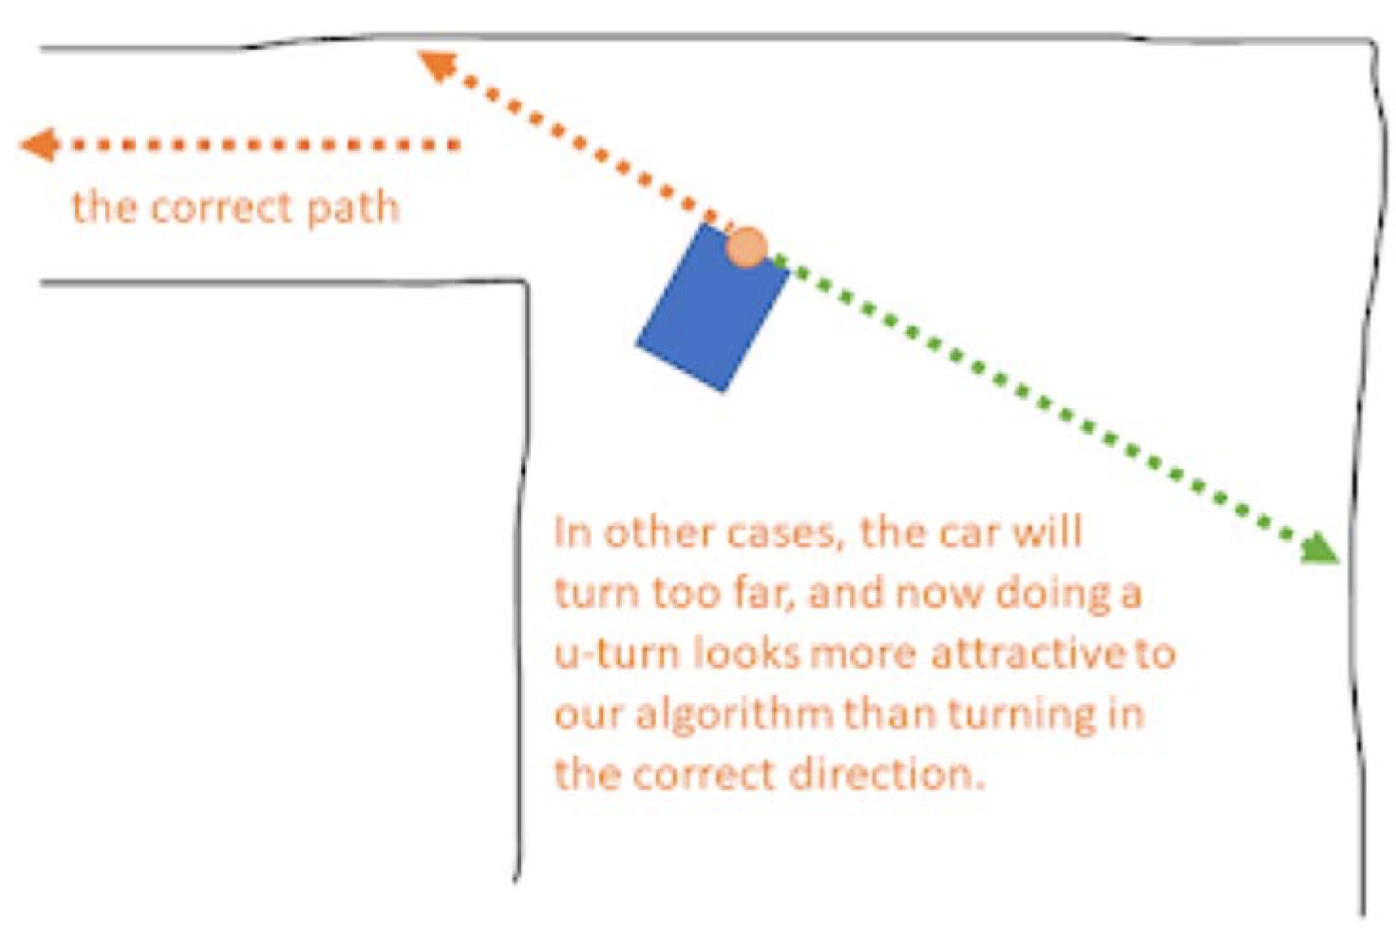 the correct path
In other cases, the car will
turn too far, and now doing a
u-turn looks more attractive to
our algorithm than turning in
the correct direction.